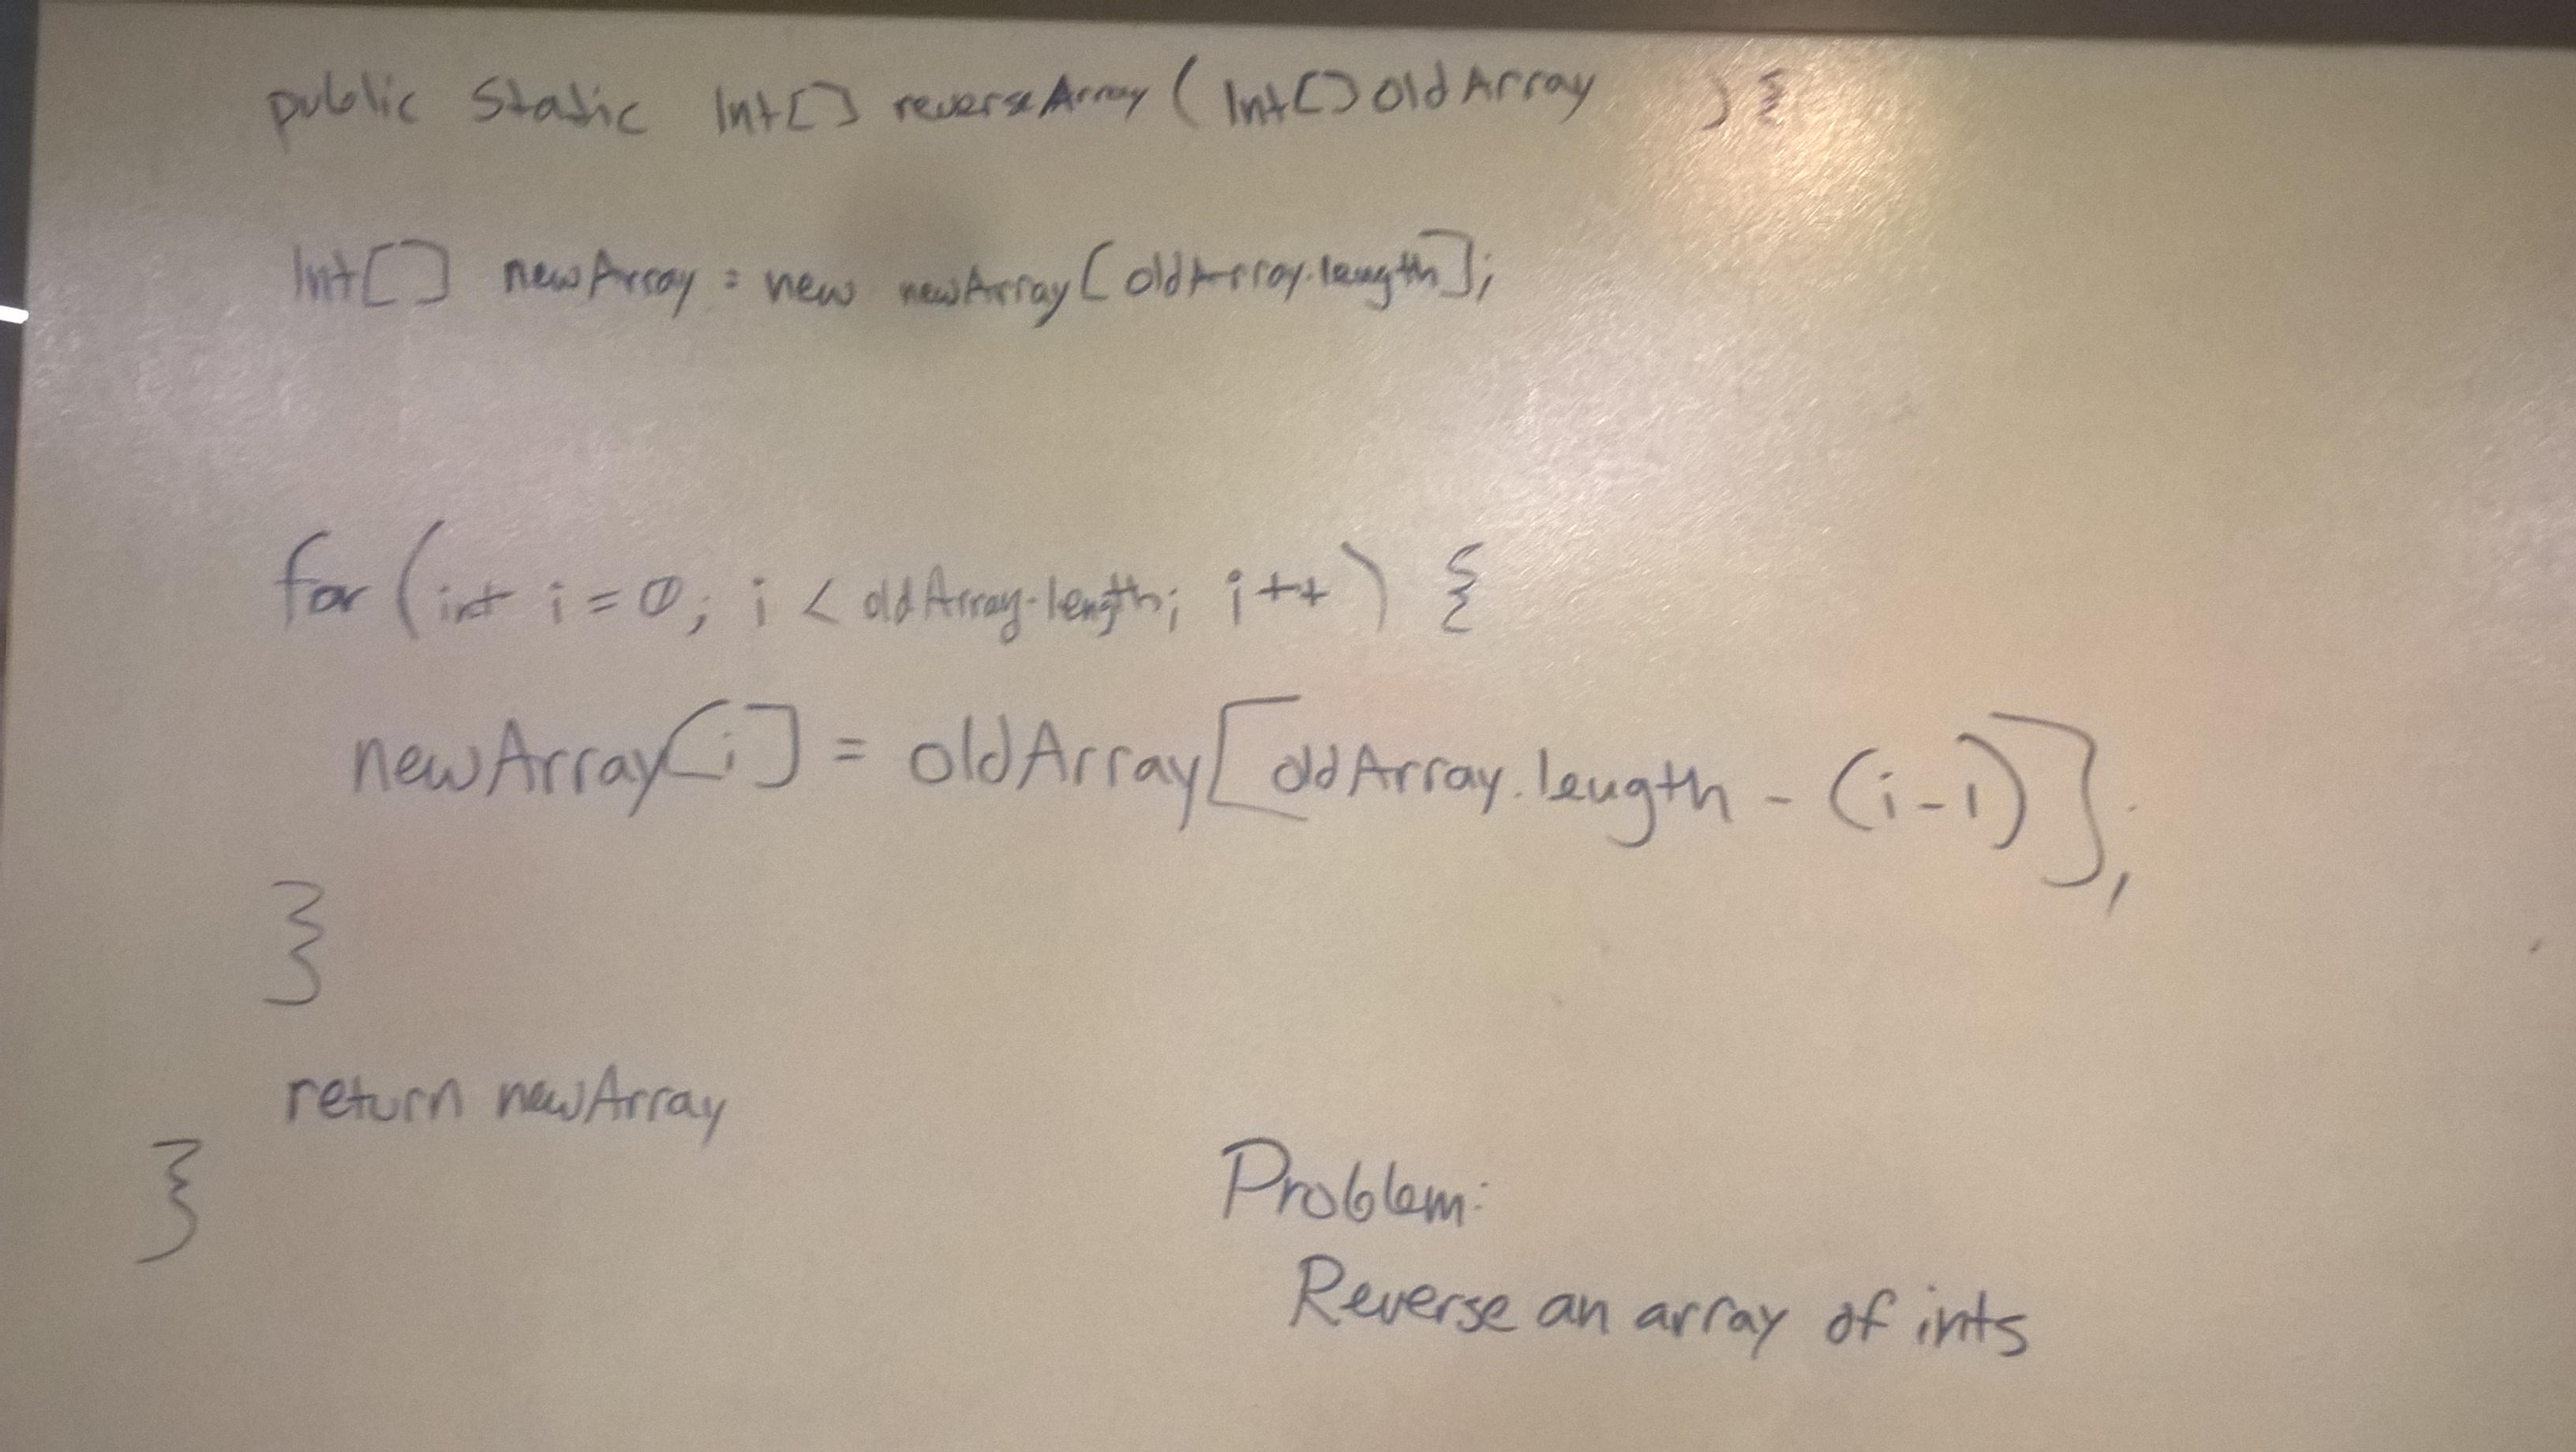 public static Int[] reverseArray (Int[] oldArray ) {
Int[] newArray = new newArray[oldArray.length];
for (int i = 0; i < oldArray.length; i++) {
newArray[i] = oldArray[oldArray.length - (i-1)];
}
return newArray
}
Problem:
Reverse an array of ints